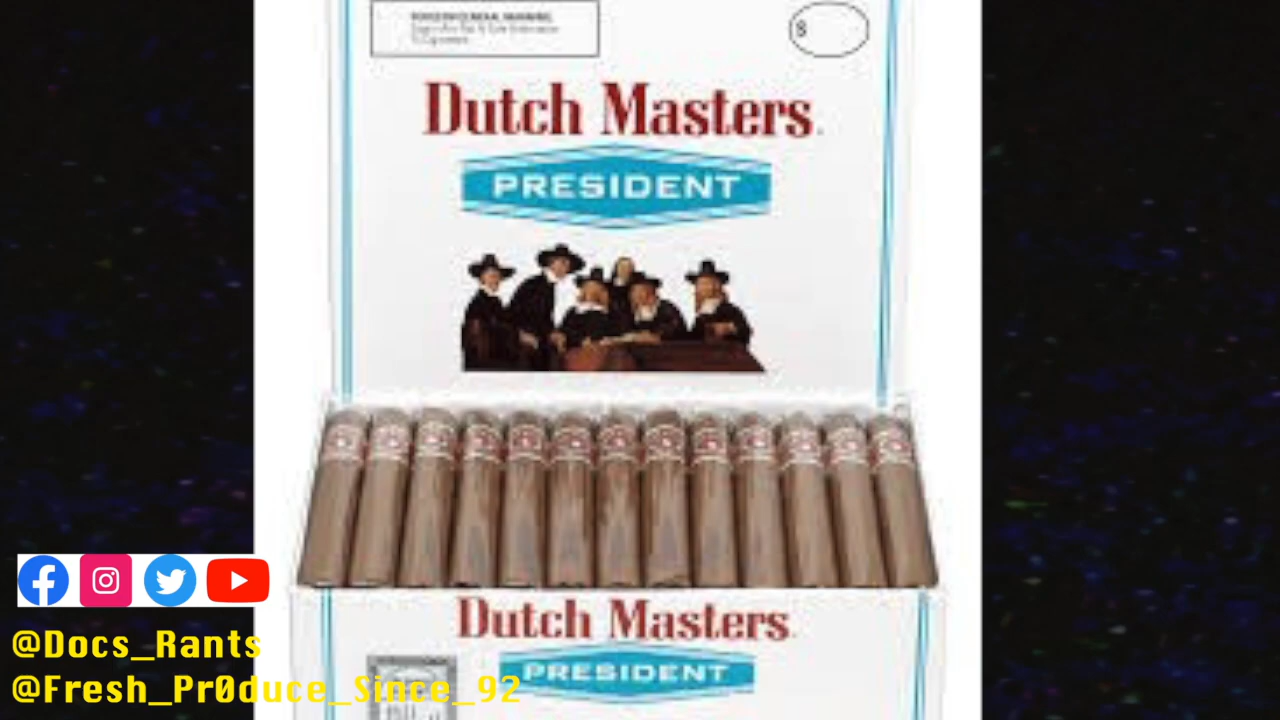 Dutch Masters
PRESIDENT
Dutch Masters
PRESIDENT
@Docs_Rants
@Fresh_Pr0duce_Since_92